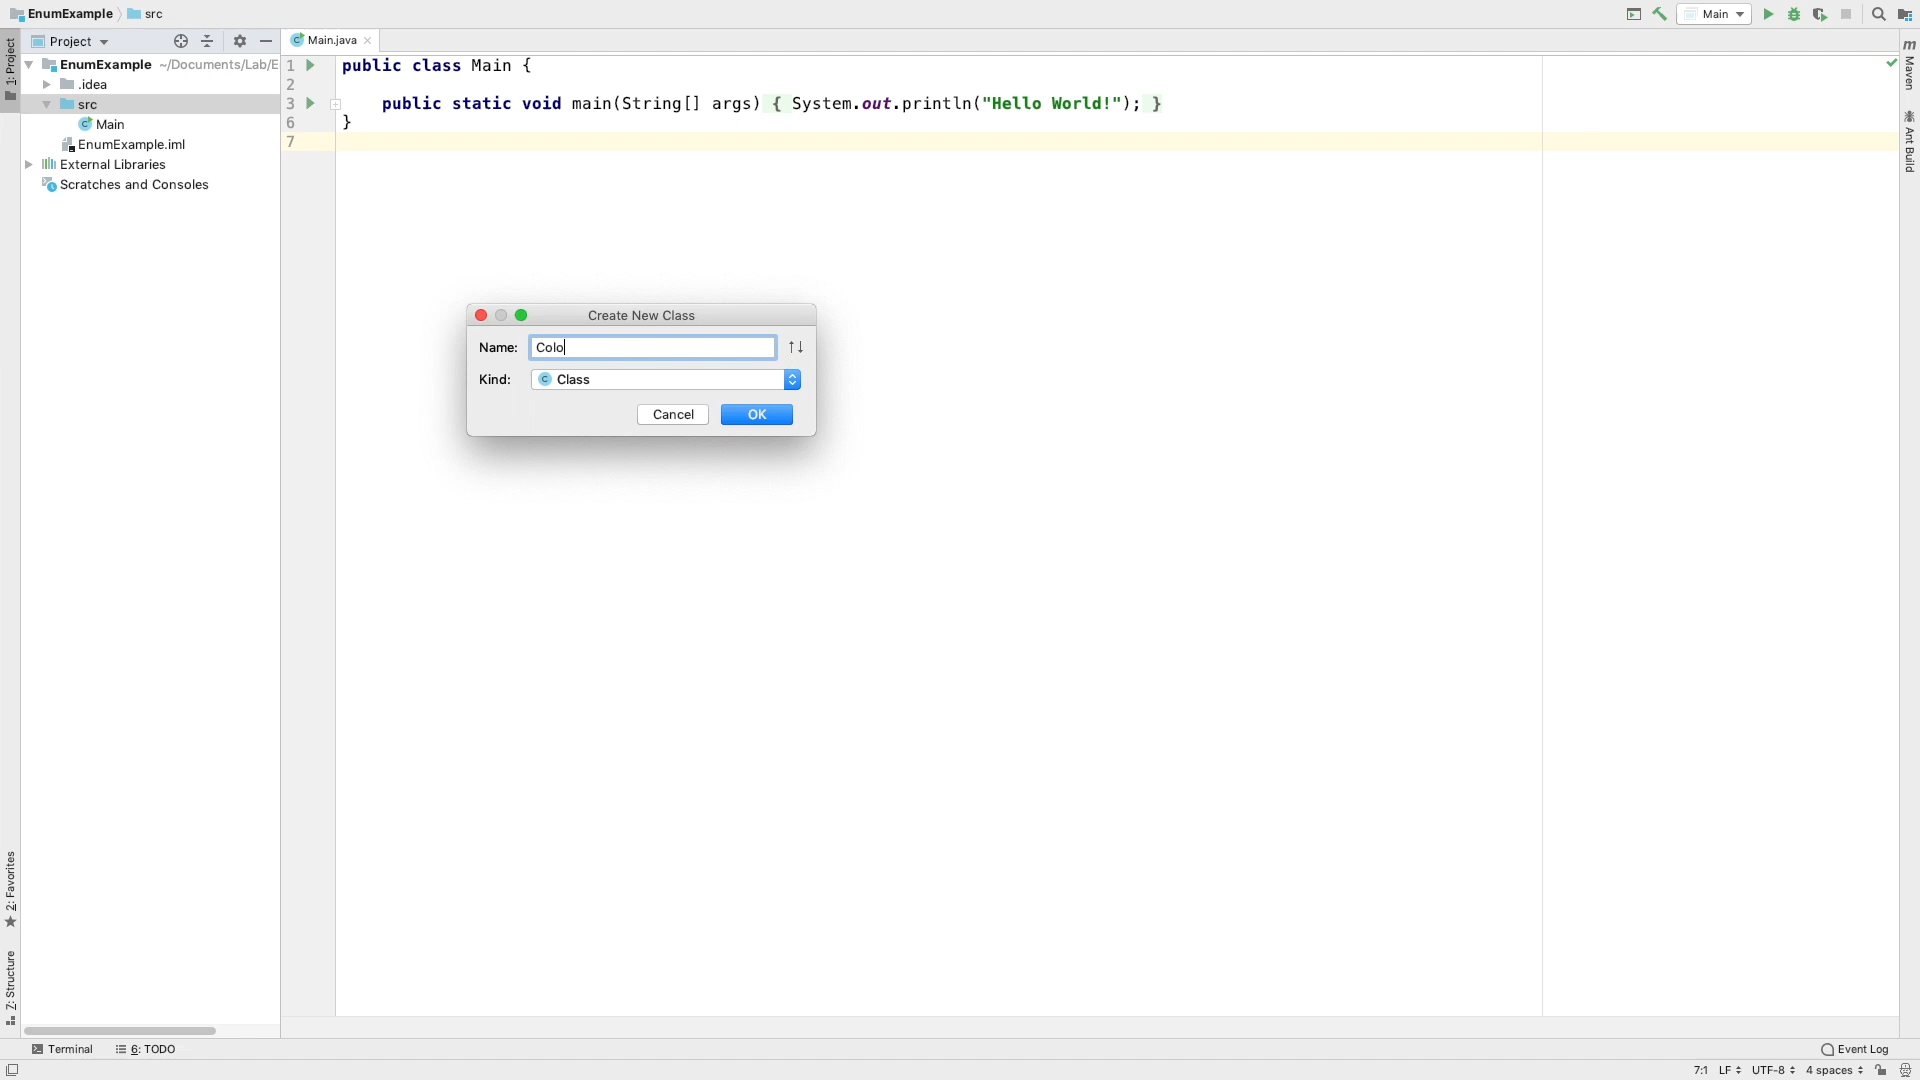 EnumExample src
Main
1: Project
Project
Main.java
EnumExample ~/Documents/Lab/E
.idea
src
Main
EnumExample.iml
External Libraries
Scratches and Consoles
1 public class Main {
2
3 public static void main(String[] args) { System.out.println("Hello World!"); }
6 }
7
m Maven
Ant Build
Create New Class
Name: Colo
Kind: C Class
Cancel OK
2: Favorites
7: Structure
Terminal 6: TODO Event Log
7:1 LF UTF-8 4 spaces